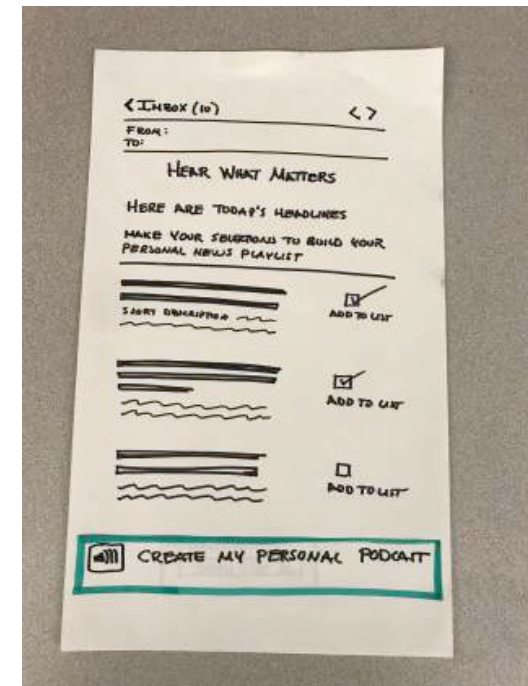 < INBOX (10) < >
FROM:
TO:
HEAR WHAT MATTERS
HERE ARE TODAY'S HEADLINES
MAKE YOUR SELECTIONS TO BUILD YOUR
PERSONAL NEWS PLAYLIST
STORY DESCRIPTION
ADD TO LIST
ADD TO LIST
ADD TO LIST
CREATE MY PERSONAL PODCAST